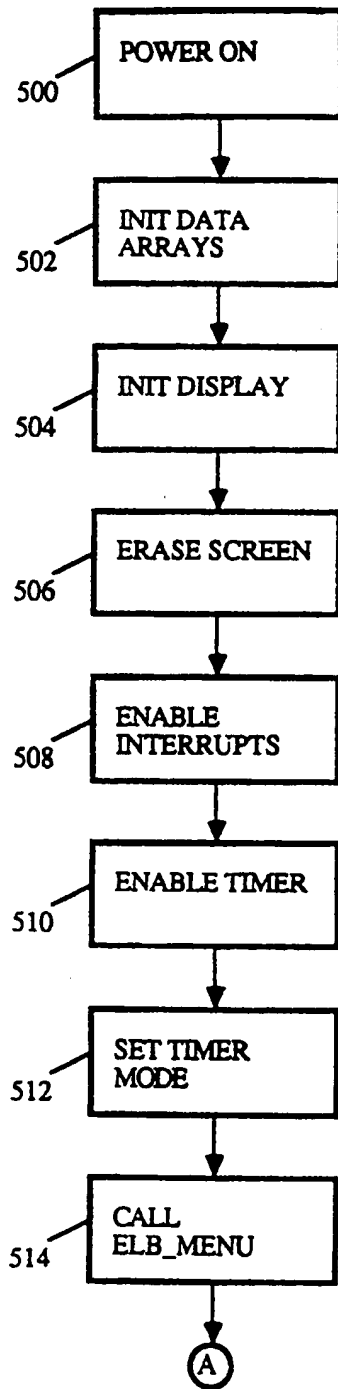 POWER ON
500
INIT DATA
ARRAYS
502
INIT DISPLAY
504
ERASE SCREEN
506
ENABLE
INTERRUPTS
508
ENABLE TIMER
510
SET TIMER
MODE
512
CALL
ELB_MENU
514
A